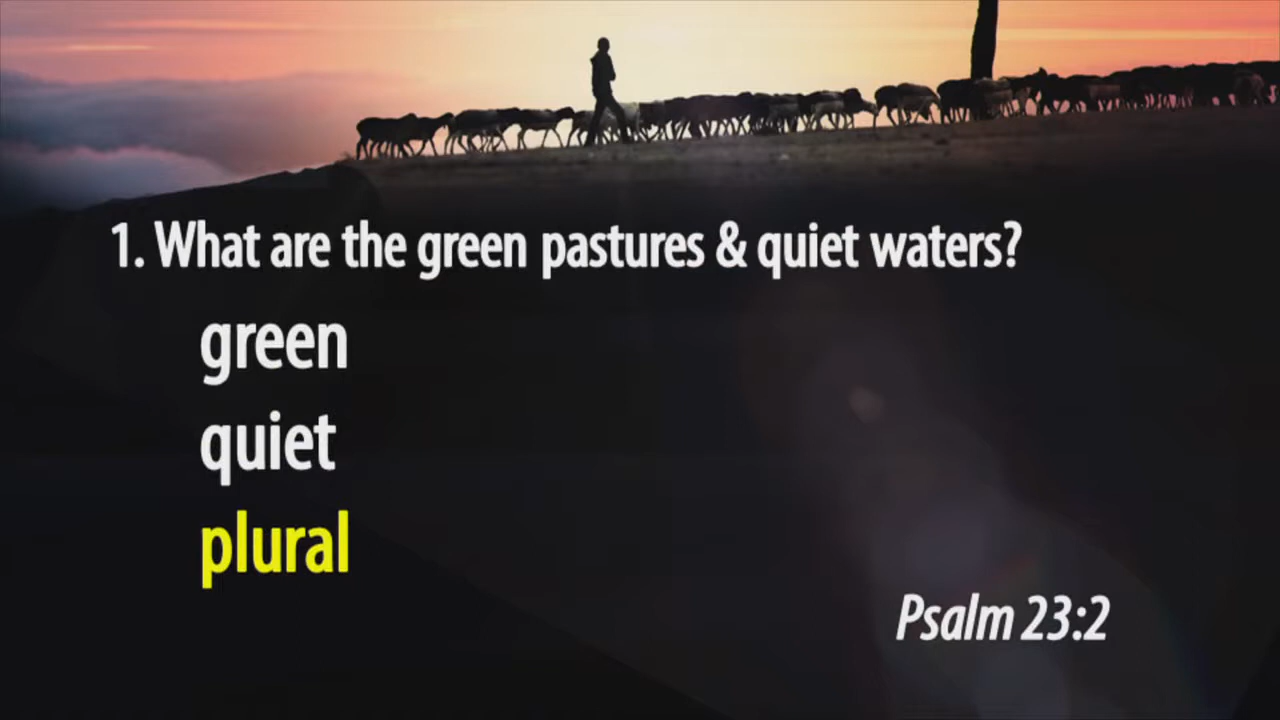 1. What are the green pastures & quiet waters?
green
quiet
plural
Psalm 23:2